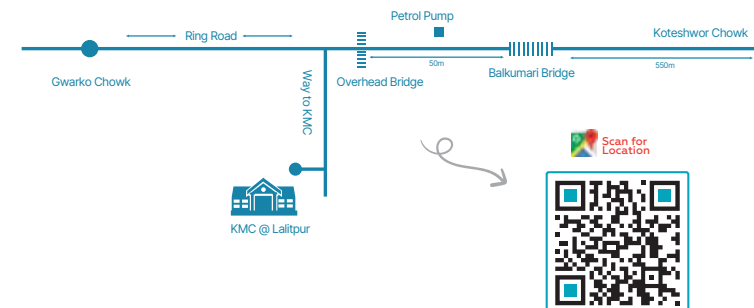 Petrol Pump
Ring Road
Koteshwor Chowk
50m
550m
Gwarko Chowk
Way to KMC
Overhead Bridge
Balkumari Bridge
Scan for
Location
KMC @ Lalitpur